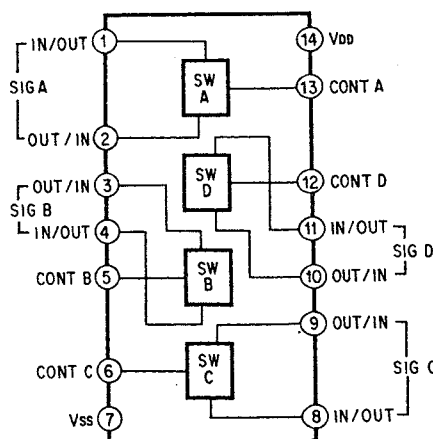 IN/OUT 1
14 VDD
SIG A
SW A
13 CONT A
OUT/IN 2
OUT/IN 3
SW D
12 CONT D
SIG B
IN/OUT 4
11 IN/OUT
SIG D
CONT B 5
SW B
10 OUT/IN
9 OUT/IN
CONT C 6
SW C
SIG C
VSS 7
8 IN/OUT